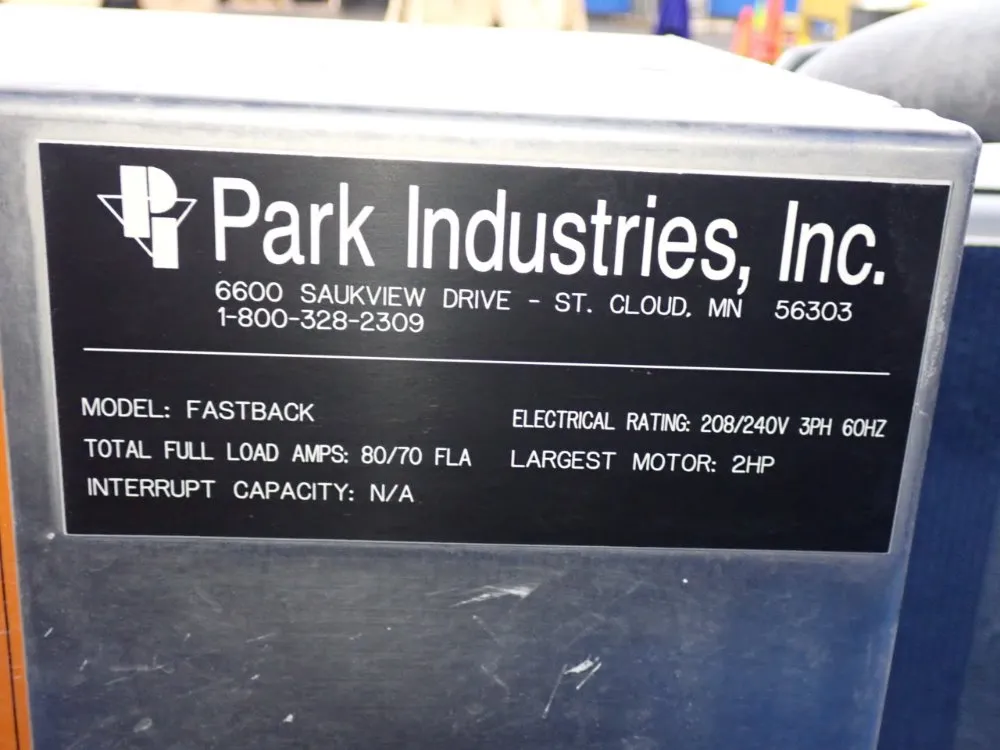 PI Park Industries, Inc.
6600 SAUKVIEW DRIVE - ST. CLOUD, MN 56303
1-800-328-2309
MODEL: FASTBACK
ELECTRICAL RATING: 208/240V 3PH 60HZ
TOTAL FULL LOAD AMPS: 80/70 FLA
LARGEST MOTOR: 2HP
INTERRUPT CAPACITY: N/A